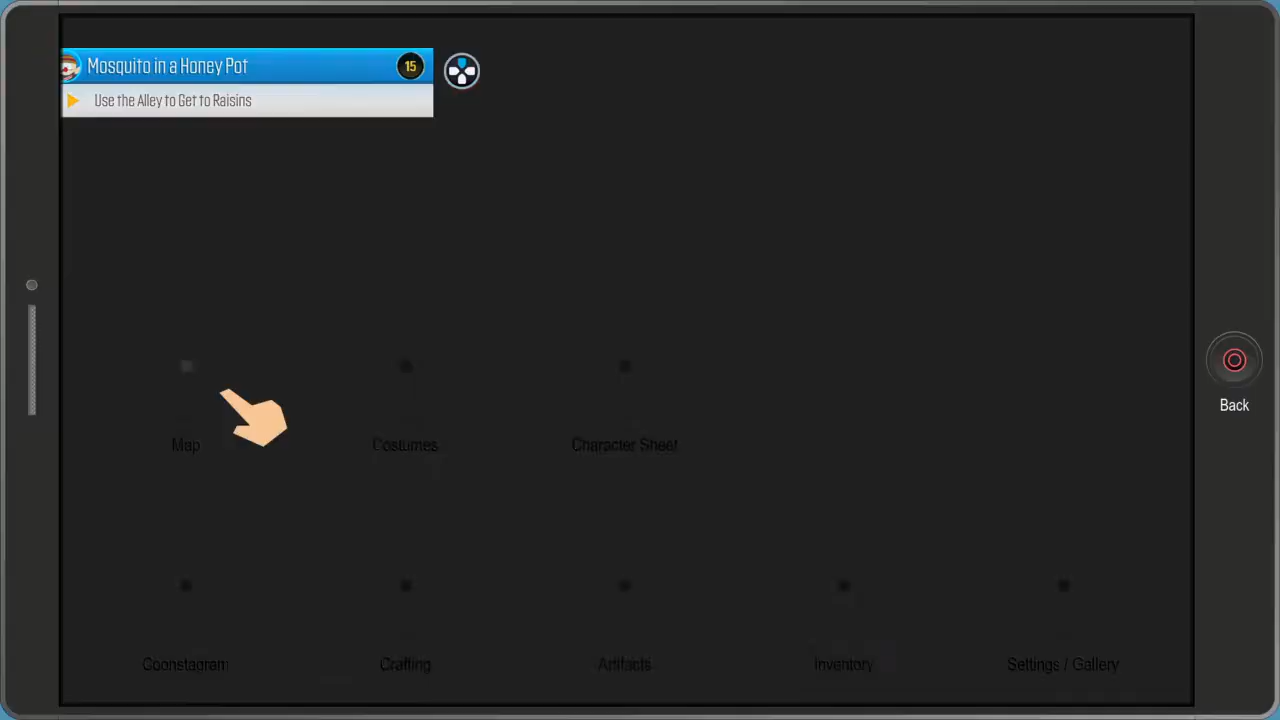 Mosquito in a Honey Pot
15
Use the Alley to Get to Raisins
Back
Map
Costumes
Character Sheet
Coonstagram
Crafting
Artifacts
Inventory
Settings / Gallery